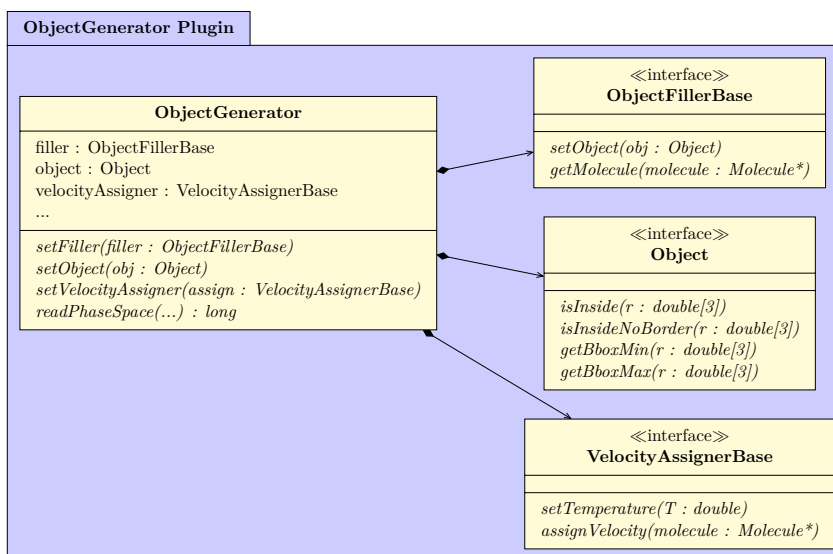 ObjectGenerator Plugin
ObjectGenerator
filler : ObjectFillerBase
object : Object
velocityAssigner : VelocityAssignerBase
...
setFiller(filler : ObjectFillerBase)
setObject(obj : Object)
setVelocityAssigner(assign : VelocityAssignerBase)
readPhaseSpace(...) : long
≪interface≫
ObjectFillerBase
setObject(obj : Object)
getMolecule(molecule : Molecule*)
≪interface≫
Object
isInside(r : double[3])
isInsideNoBorder(r : double[3])
getBboxMin(r : double[3])
getBboxMax(r : double[3])
≪interface≫
VelocityAssignerBase
setTemperature(T : double)
assignVelocity(molecule : Molecule*)